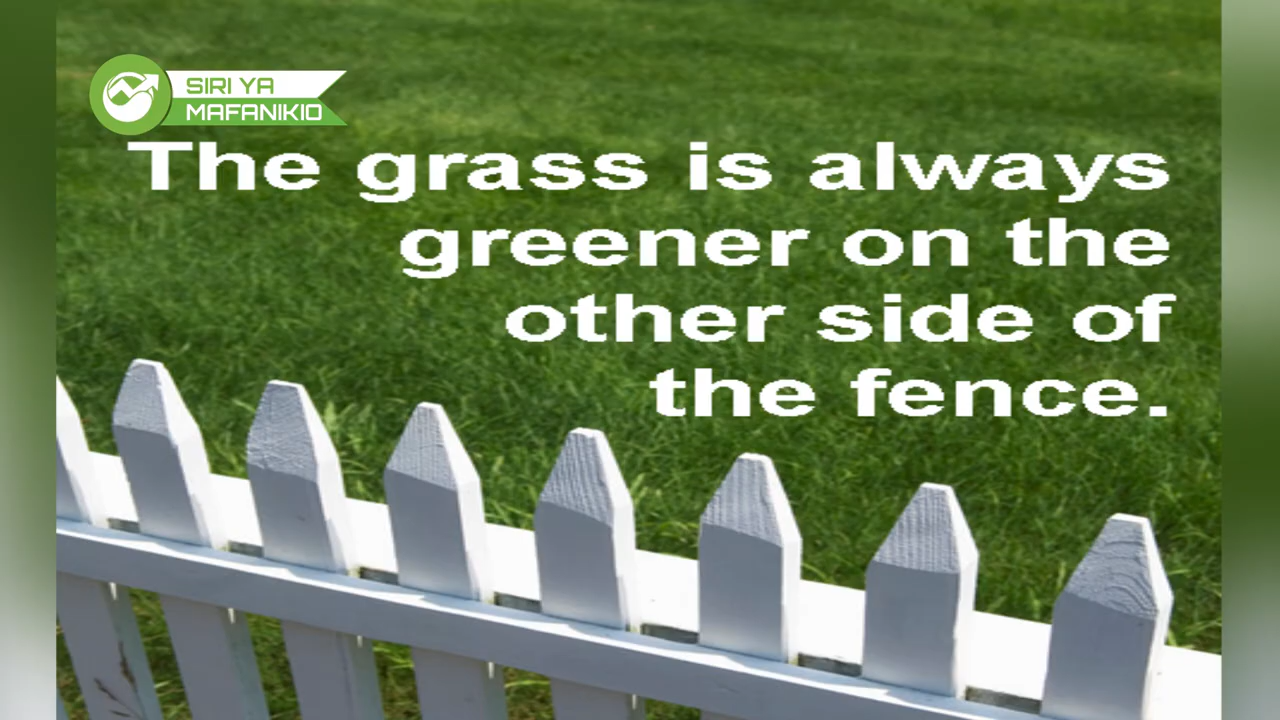 SIRI YA
MAFANIKIO
The grass is always
greener on the
other side of
the fence.